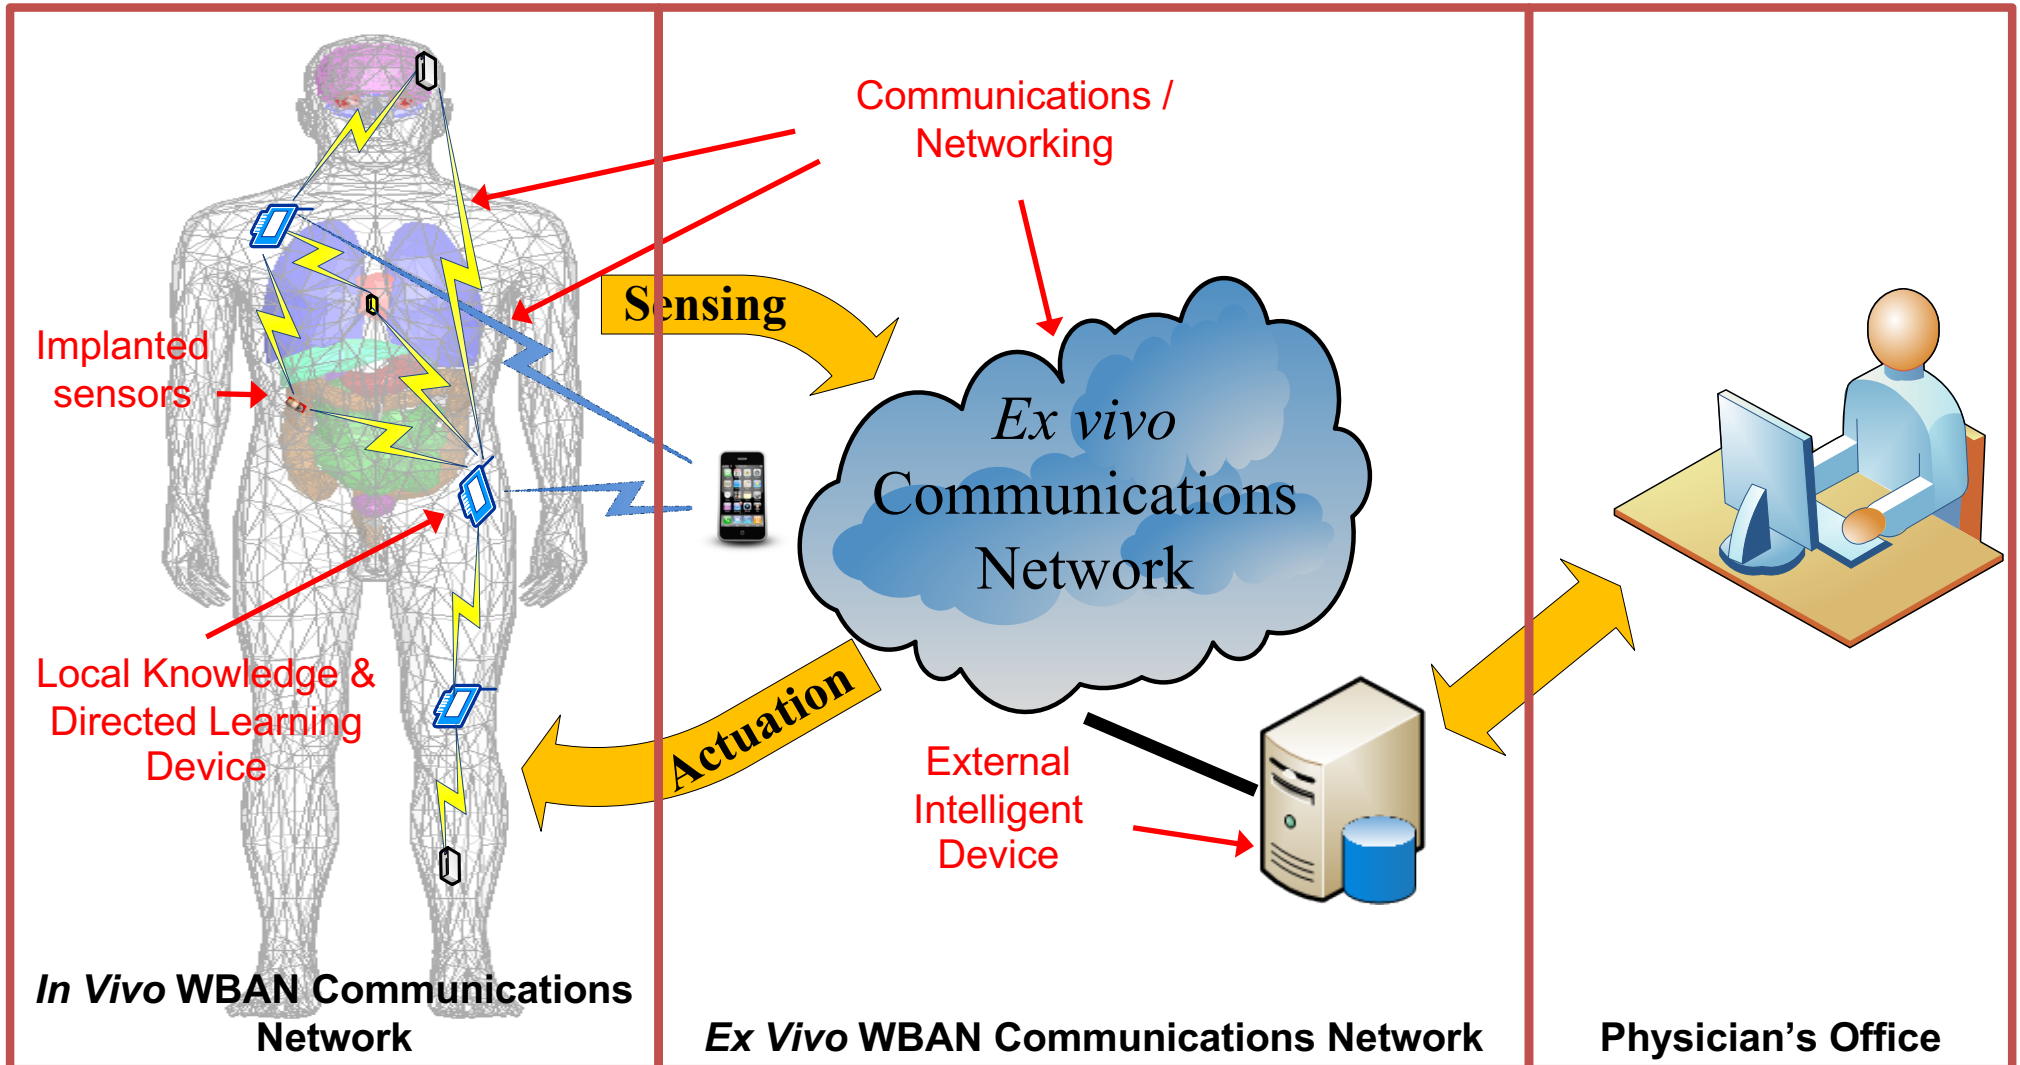 Communications /
Networking
Sensing
Implanted
sensors
Ex vivo
Communications
Network
Local Knowledge &
Directed Learning
Device
Actuation
External
Intelligent
Device
In Vivo WBAN Communications
Network
Ex Vivo WBAN Communications Network
Physician's Office